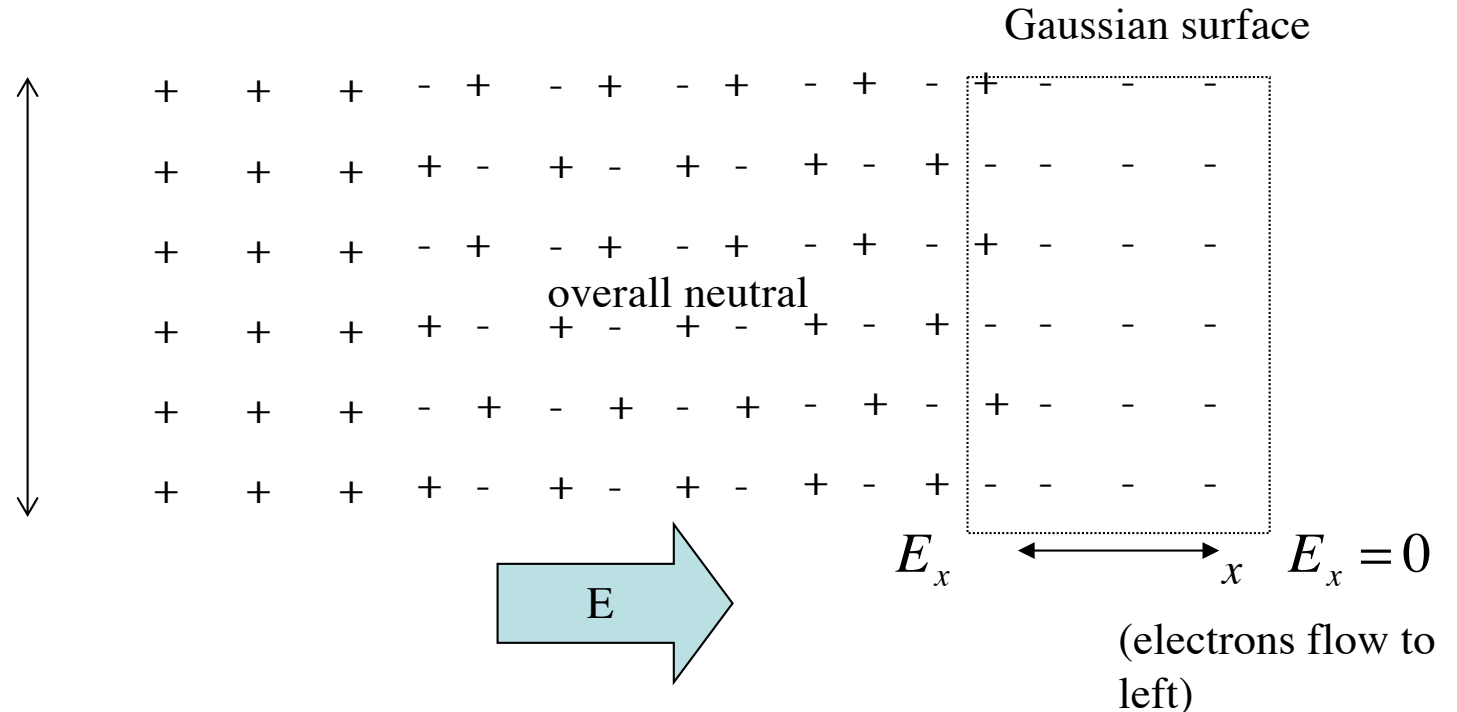 Gaussian surface
+ + + - + - + - + - + - + - - -
+ + + + - + - + - + - + - - - -
+ + + - + - + - + - + - + - - -
overall neutral
+ + + + - + - + - + - + - - - -
+ + + - + - + - + - + - + - - -
+ + + + - + - + - + - + - - - -
E_x x E_x = 0
E
(electrons flow to
left)